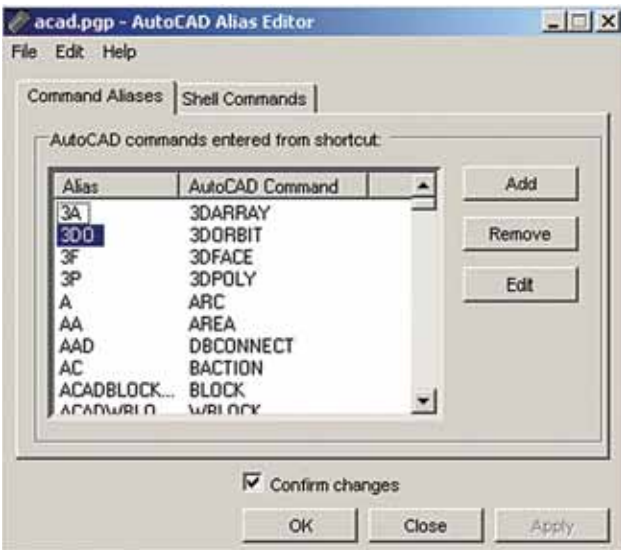 acad.pgp - AutoCAD Alias Editor
File Edit Help
Command Aliases Shell Commands
AutoCAD commands entered from shortcut:
Alias AutoCAD Command
3A 3DARRAY
3DO 3DORBIT
3F 3DFACE
3P 3DPOLY
A ARC
AA AREA
AAD DBCONNECT
AC BACTION
ACADBLOCK... BLOCK
ACADWBLO... WBLOCK
Add
Remove
Edit
Confirm changes
OK Close Apply